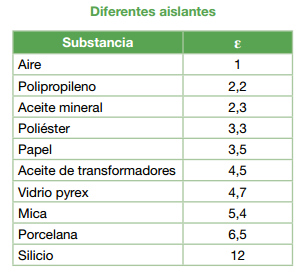 Diferentes aislantes
Substancia ε
Aire 1
Polipropileno 2,2
Aceite mineral 2,3
Poliéster 3,3
Papel 3,5
Aceite de transformadores 4,5
Vidrio pyrex 4,7
Mica 5,4
Porcelana 6,5
Silicio 12